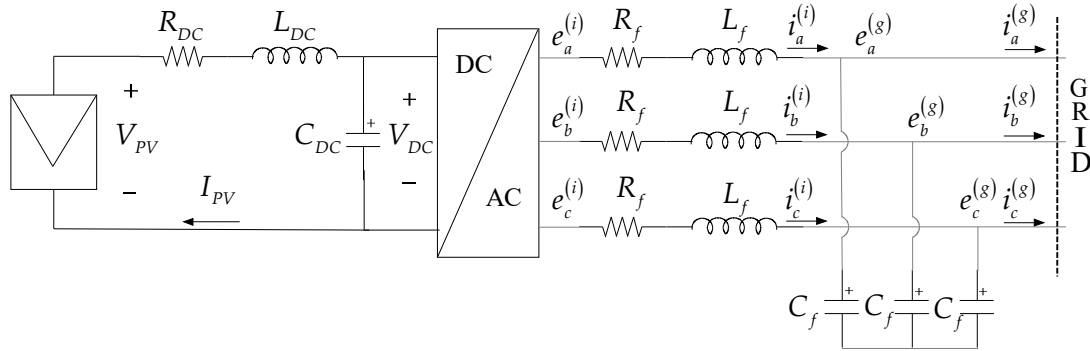 R_DC L_DC
DC
AC
+
V_PV
−
C_DC
+
+
V_DC
−
I_PV
e_a^(i) R_f L_f i_a^(i) e_a^(g) i_a^(g)
e_b^(i) R_f L_f i_b^(i) e_b^(g) i_b^(g)
e_c^(i) R_f L_f i_c^(i) e_c^(g) i_c^(g)
C_f + C_f + C_f +
GRID